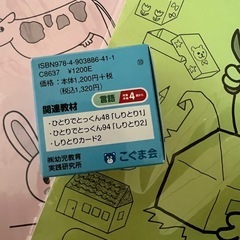 ISBN978-4-903886-41-1
C8637 ¥1200E
価格：本体1,200円+税
(税込1,320円)
関連教材 言語 4歳から
・ひとりでとっくん48「しりとり1」
・ひとりでとっくん94「しりとり2」
・しりとりカード2
㈱幼児教育
実践研究所 こぐま会